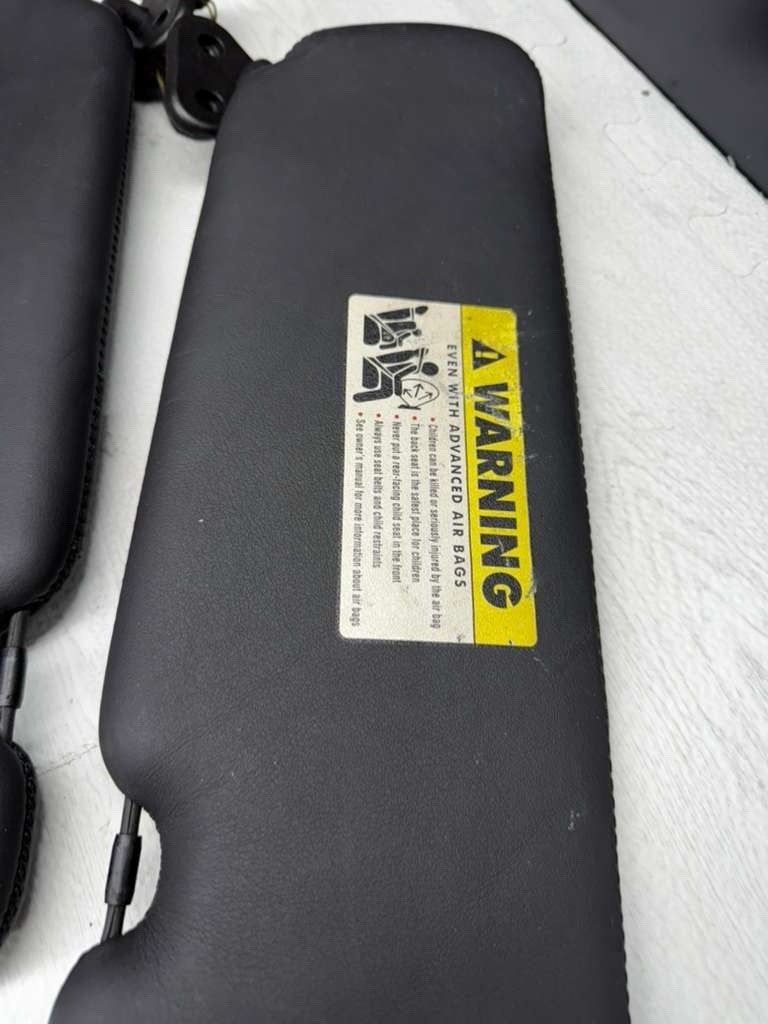 WARNING
EVEN WITH ADVANCED AIR BAGS
• Children can be killed or seriously injured by the air bag
• The back seat is the safest place for children
• Never put a rear-facing child seat in the front
• Always use seat belts and child restraints
• See owner's manual for more information about air bags